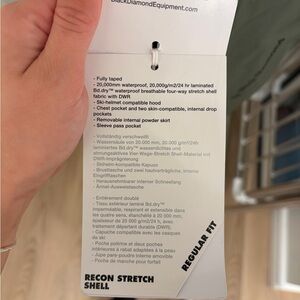 BlackDiamondEquipment.com
- Fully taped
- 20,000mm waterproof, 20,000g/m2/24 hr laminated
Bd.dry™ waterproof breathable four-way stretch shell
fabric with DWR
- Ski-helmet compatible hood
- Chest pocket and two skin-compatible, internal drop
pockets
- Removable internal powder skirt
- Sleeve pass pocket
- Vollständig verschweißt
- Wassersäule von 20 000 mm, 20 000 g/m²/24h
laminiertes Bd.dry™ wasserdichtes und
atmungsaktives Vier-Wege-Stretch Shell-Material mit
DWR-Imprägnierung
- Skihelm-kompatible Kapuze
- Brusttasche und zwei hautverträgliche, interne
Eingrifftaschen
- Herausnehmbarer interner Schneefang
- Ärmel-Ausweistasche
- Entièrement doublé
- Tissu extérieur laminé Bd.dry™
imperméable, respirant et extensible dans
les quatre sens, étanchéité à 20 000 mm,
évaporation de 20 000 g/m2/24 h, avec
traitement déperlant durable (DWR).
- Capuche compatible avec les casques
de ski
- Poche poitrine et deux poches
intérieures à rabat adaptées à la peau
- Jupe pare-poudre interne amovible
- Poche de manche pour forfait
RECON STRETCH
SHELL
REGULAR FIT